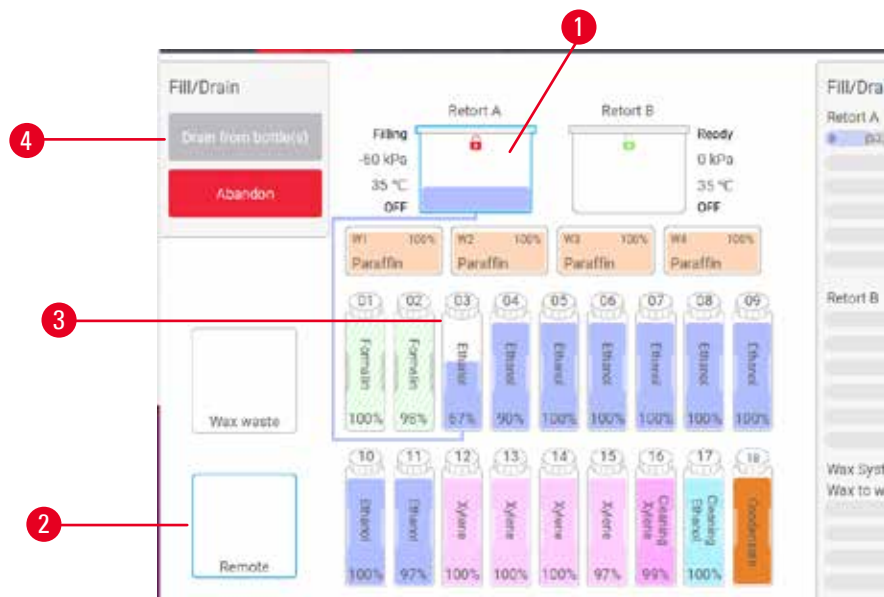 1
Fill/Drain
Drain from bottle(s)
4
Abandon
Retort A
Retort B
Filling
-60 kPa
35 °C
OFF
Ready
0 kPa
35 °C
OFF
W1 100%
Paraffin
W2 100%
Paraffin
W3 100%
Paraffin
W4 100%
Paraffin
3
01 02 03 04 05 06 07 08 09
Formalin Formalin Ethanol Ethanol Ethanol Ethanol Ethanol Ethanol Ethanol
100% 98% 67% 90% 100% 100% 100% 100% 100%
Wax waste
2
Remote
10 11 12 13 14 15 16 17 18
Ethanol Ethanol Xylene Xylene Xylene Xylene Cleaning Xylene Cleaning Ethanol Condensate
100% 97% 100% 100% 100% 97% 99% 100%
Fill/Dra
Retort A
Retort B
Wax Syst
Wax to w